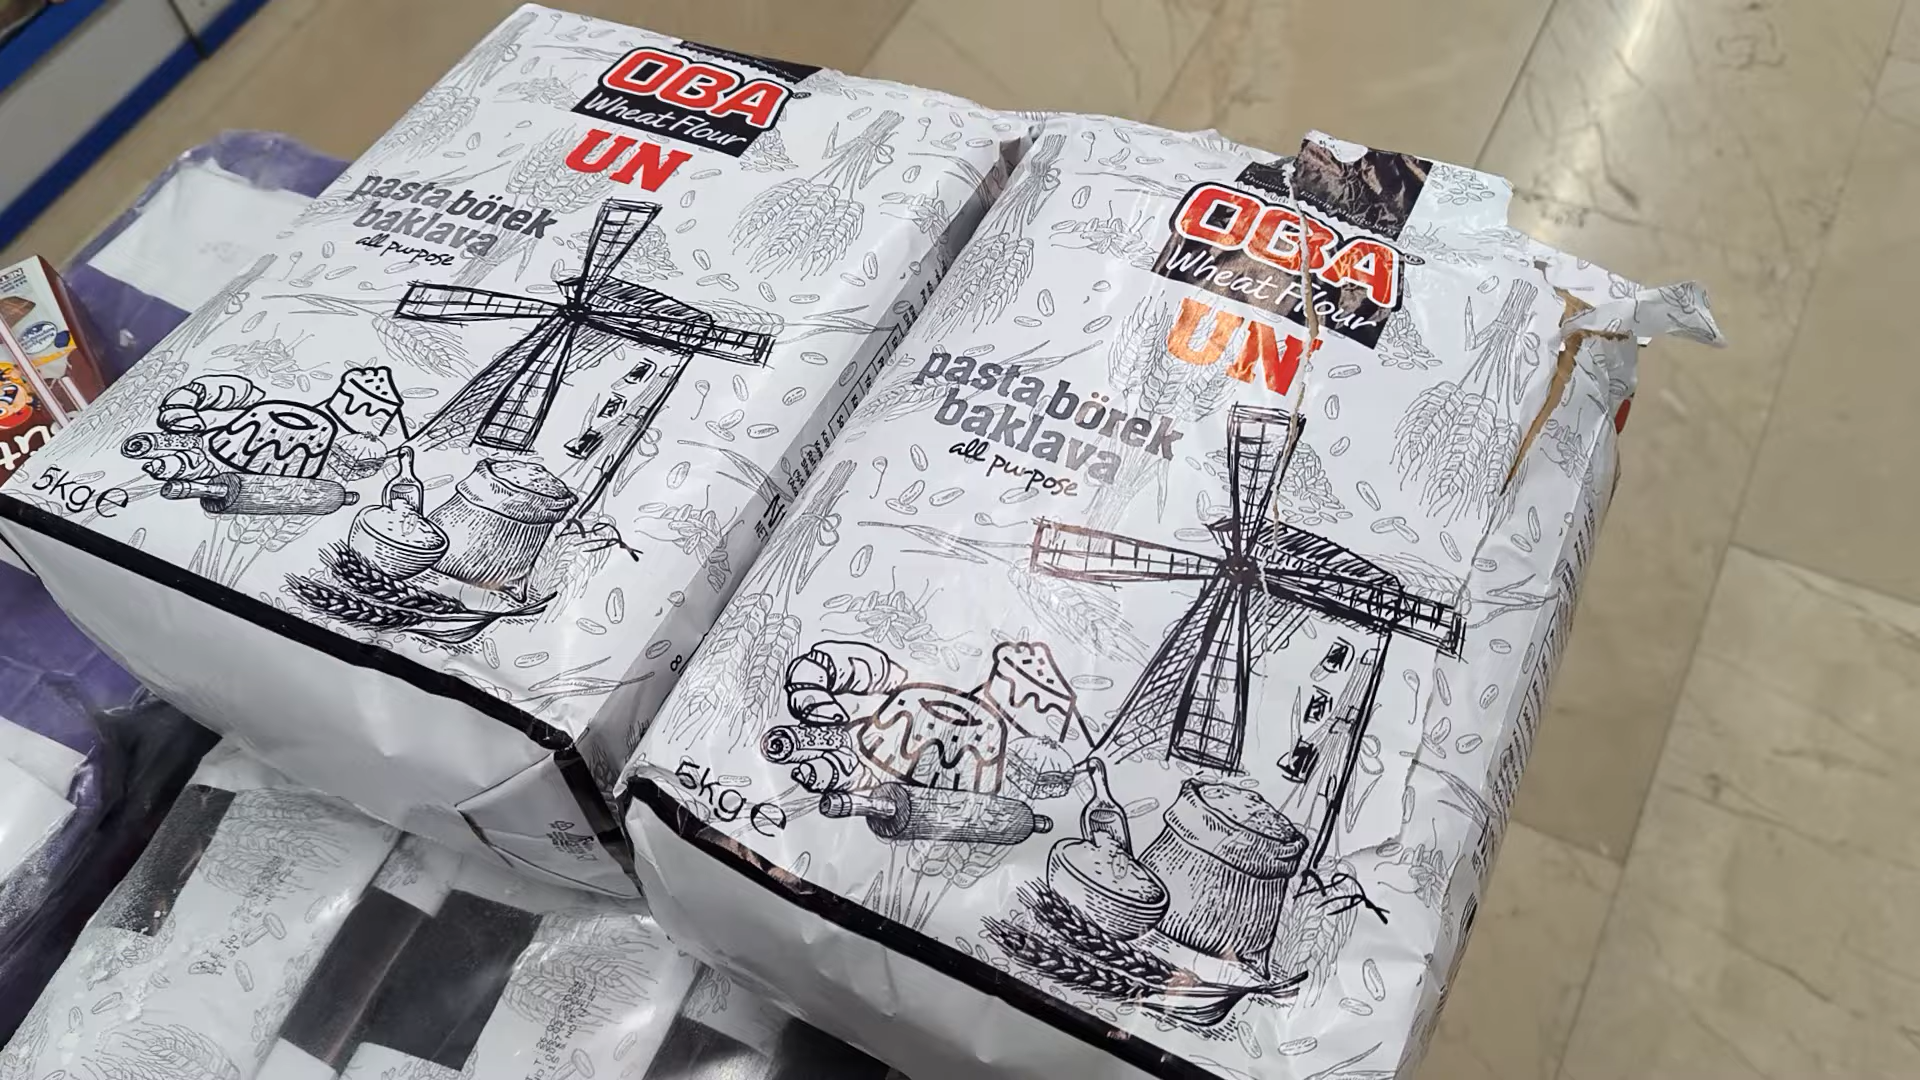 OBA
Wheat Flour
UN
pasta börek
baklava
all purpose
5kg e
OBA
Wheat Flour
UN
pasta börek
baklava
all purpose
5kg e